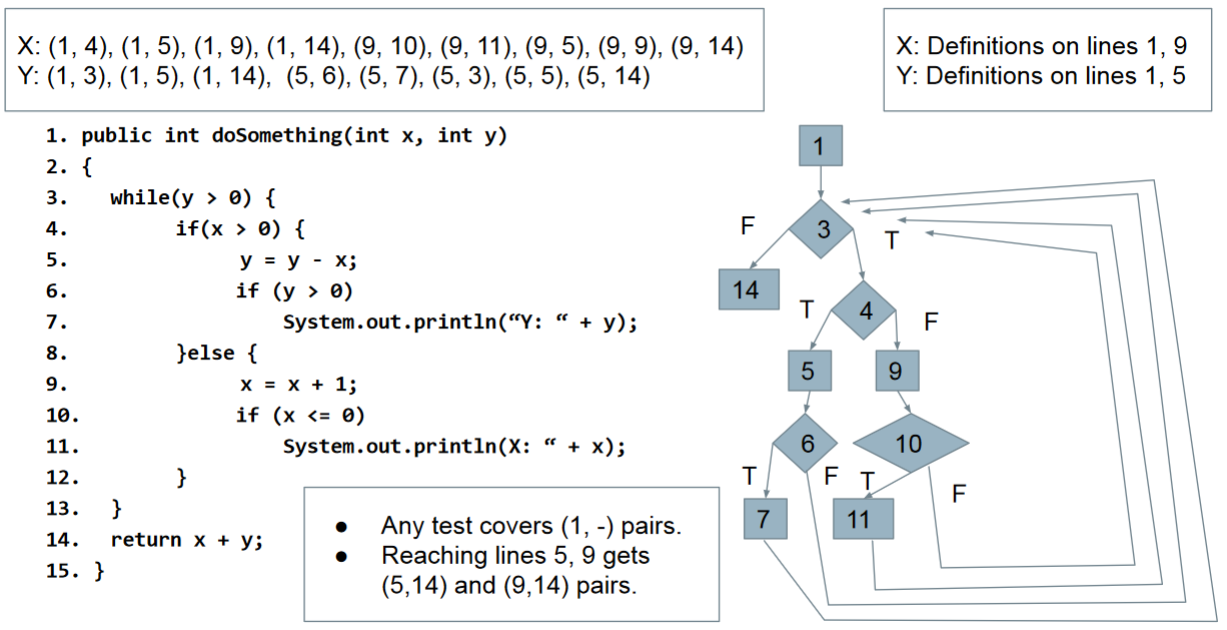 X: (1, 4), (1, 5), (1, 9), (1, 14), (9, 10), (9, 11), (9, 5), (9, 9), (9, 14)
Y: (1, 3), (1, 5), (1, 14), (5, 6), (5, 7), (5, 3), (5, 5), (5, 14)
X: Definitions on lines 1, 9
Y: Definitions on lines 1, 5
1. public int doSomething(int x, int y)
2. {
3. while(y > 0) {
4. if(x > 0) {
5. y = y - x;
6. if (y > 0)
7. System.out.println(“Y: “ + y);
8. }else {
9. x = x + 1;
10. if (x <= 0)
11. System.out.println(X: “ + x);
12. }
13. }
14. return x + y;
15. }
● Any test covers (1, -) pairs.
● Reaching lines 5, 9 gets
(5,14) and (9,14) pairs.
1
F 3 T
14
T 4 F
5 9
6 10
T F T F
7 11